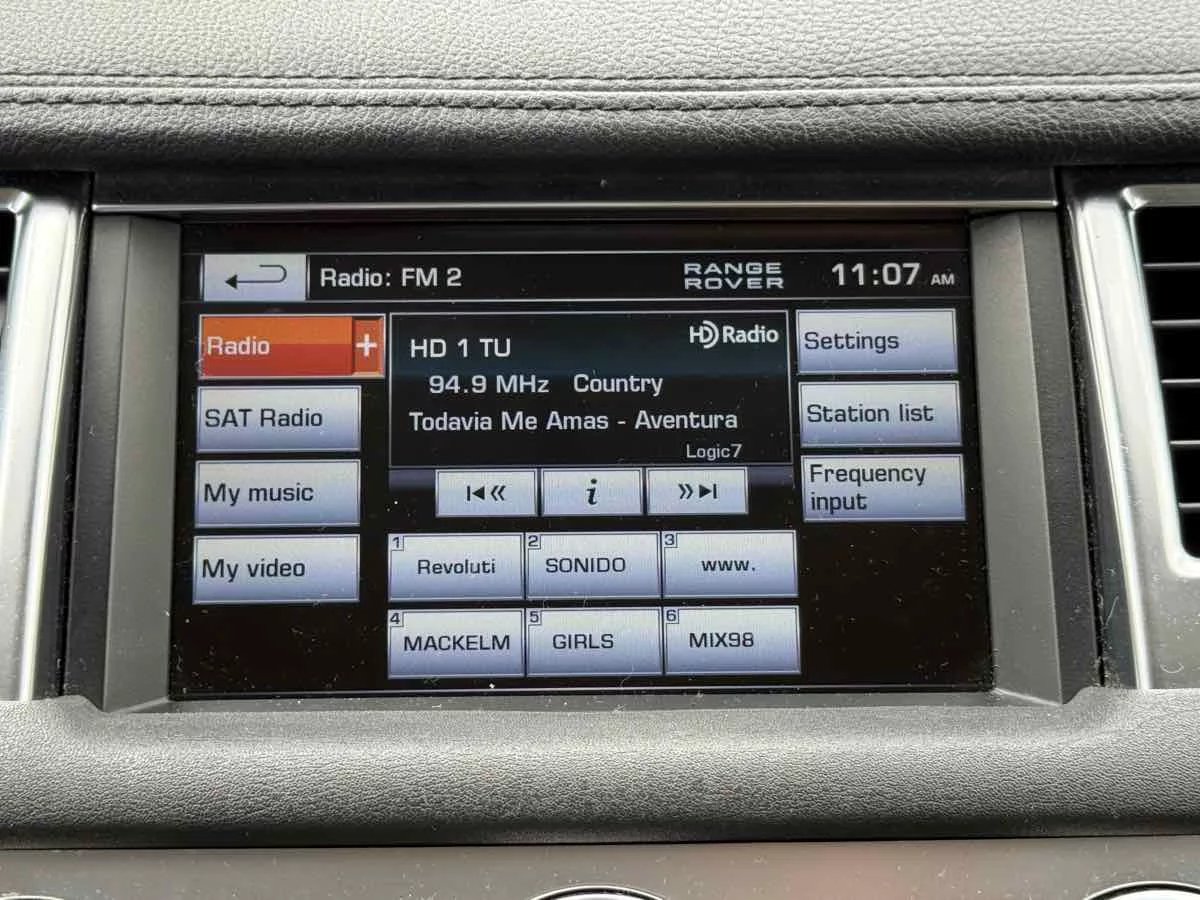 Radio: FM 2
RANGE
ROVER
11:07 AM
Radio +
SAT Radio
My music
My video
HD Radio
HD 1 TU
94.9 MHz Country
Todavia Me Amas - Aventura
Logic7
i
1 Revoluti
2 SONIDO
3 www.
4 MACKELM
5 GIRLS
6 MIX98
Settings
Station list
Frequency
input